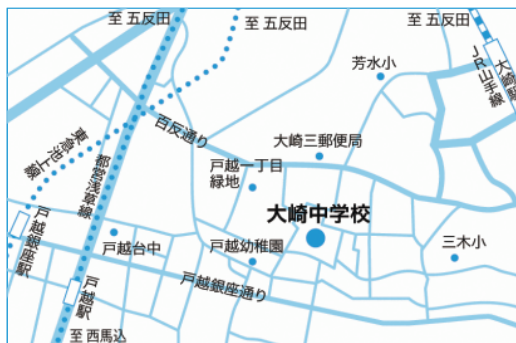 至 五反田
至 五反田
至 五反田
大崎駅
JR山手線
芳水小
百反通り
大崎三郵便局
東急池上線
都営浅草線
戸越一丁目
緑地
大崎中学校
戸越銀座駅
戸越台中
戸越幼稚園
三木小
戸越駅
戸越銀座通り
至 西馬込